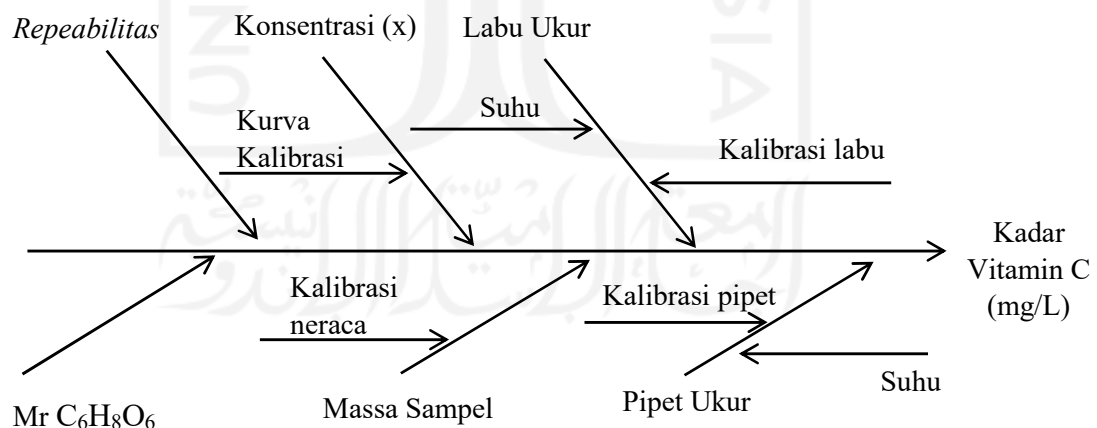 Repeabilitas
Konsentrasi (x)
Labu Ukur
Kurva
Kalibrasi
Suhu
Kalibrasi labu
Kadar
Vitamin C
(mg/L)
Kalibrasi
neraca
Kalibrasi pipet
Suhu
Mr C₆H₈O₆
Massa Sampel
Pipet Ukur